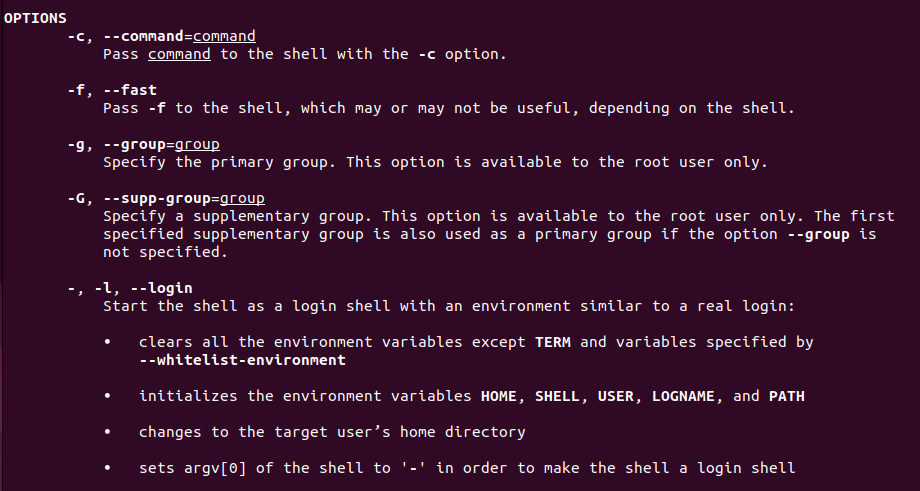 OPTIONS
-c, --command=command
Pass command to the shell with the -c option.
-f, --fast
Pass -f to the shell, which may or may not be useful, depending on the shell.
-g, --group=group
Specify the primary group. This option is available to the root user only.
-G, --supp-group=group
Specify a supplementary group. This option is available to the root user only. The first
specified supplementary group is also used as a primary group if the option --group is
not specified.
-, -l, --login
Start the shell as a login shell with an environment similar to a real login:
• clears all the environment variables except TERM and variables specified by
--whitelist-environment
• initializes the environment variables HOME, SHELL, USER, LOGNAME, and PATH
• changes to the target user’s home directory
• sets argv[0] of the shell to '-' in order to make the shell a login shell